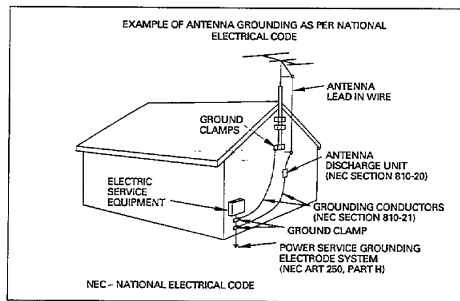 EXAMPLE OF ANTENNA GROUNDING AS PER NATIONAL
ELECTRICAL CODE
ANTENNA
LEAD IN WIRE
GROUND
CLAMPS
ANTENNA
DISCHARGE UNIT
(NEC SECTION 810-20)
ELECTRIC
SERVICE
EQUIPMENT
GROUNDING CONDUCTORS
(NEC SECTION 810-21)
GROUND CLAMP
POWER SERVICE GROUNDING
ELECTRODE SYSTEM
(NEC ART 250, PART H)
NEC – NATIONAL ELECTRICAL CODE